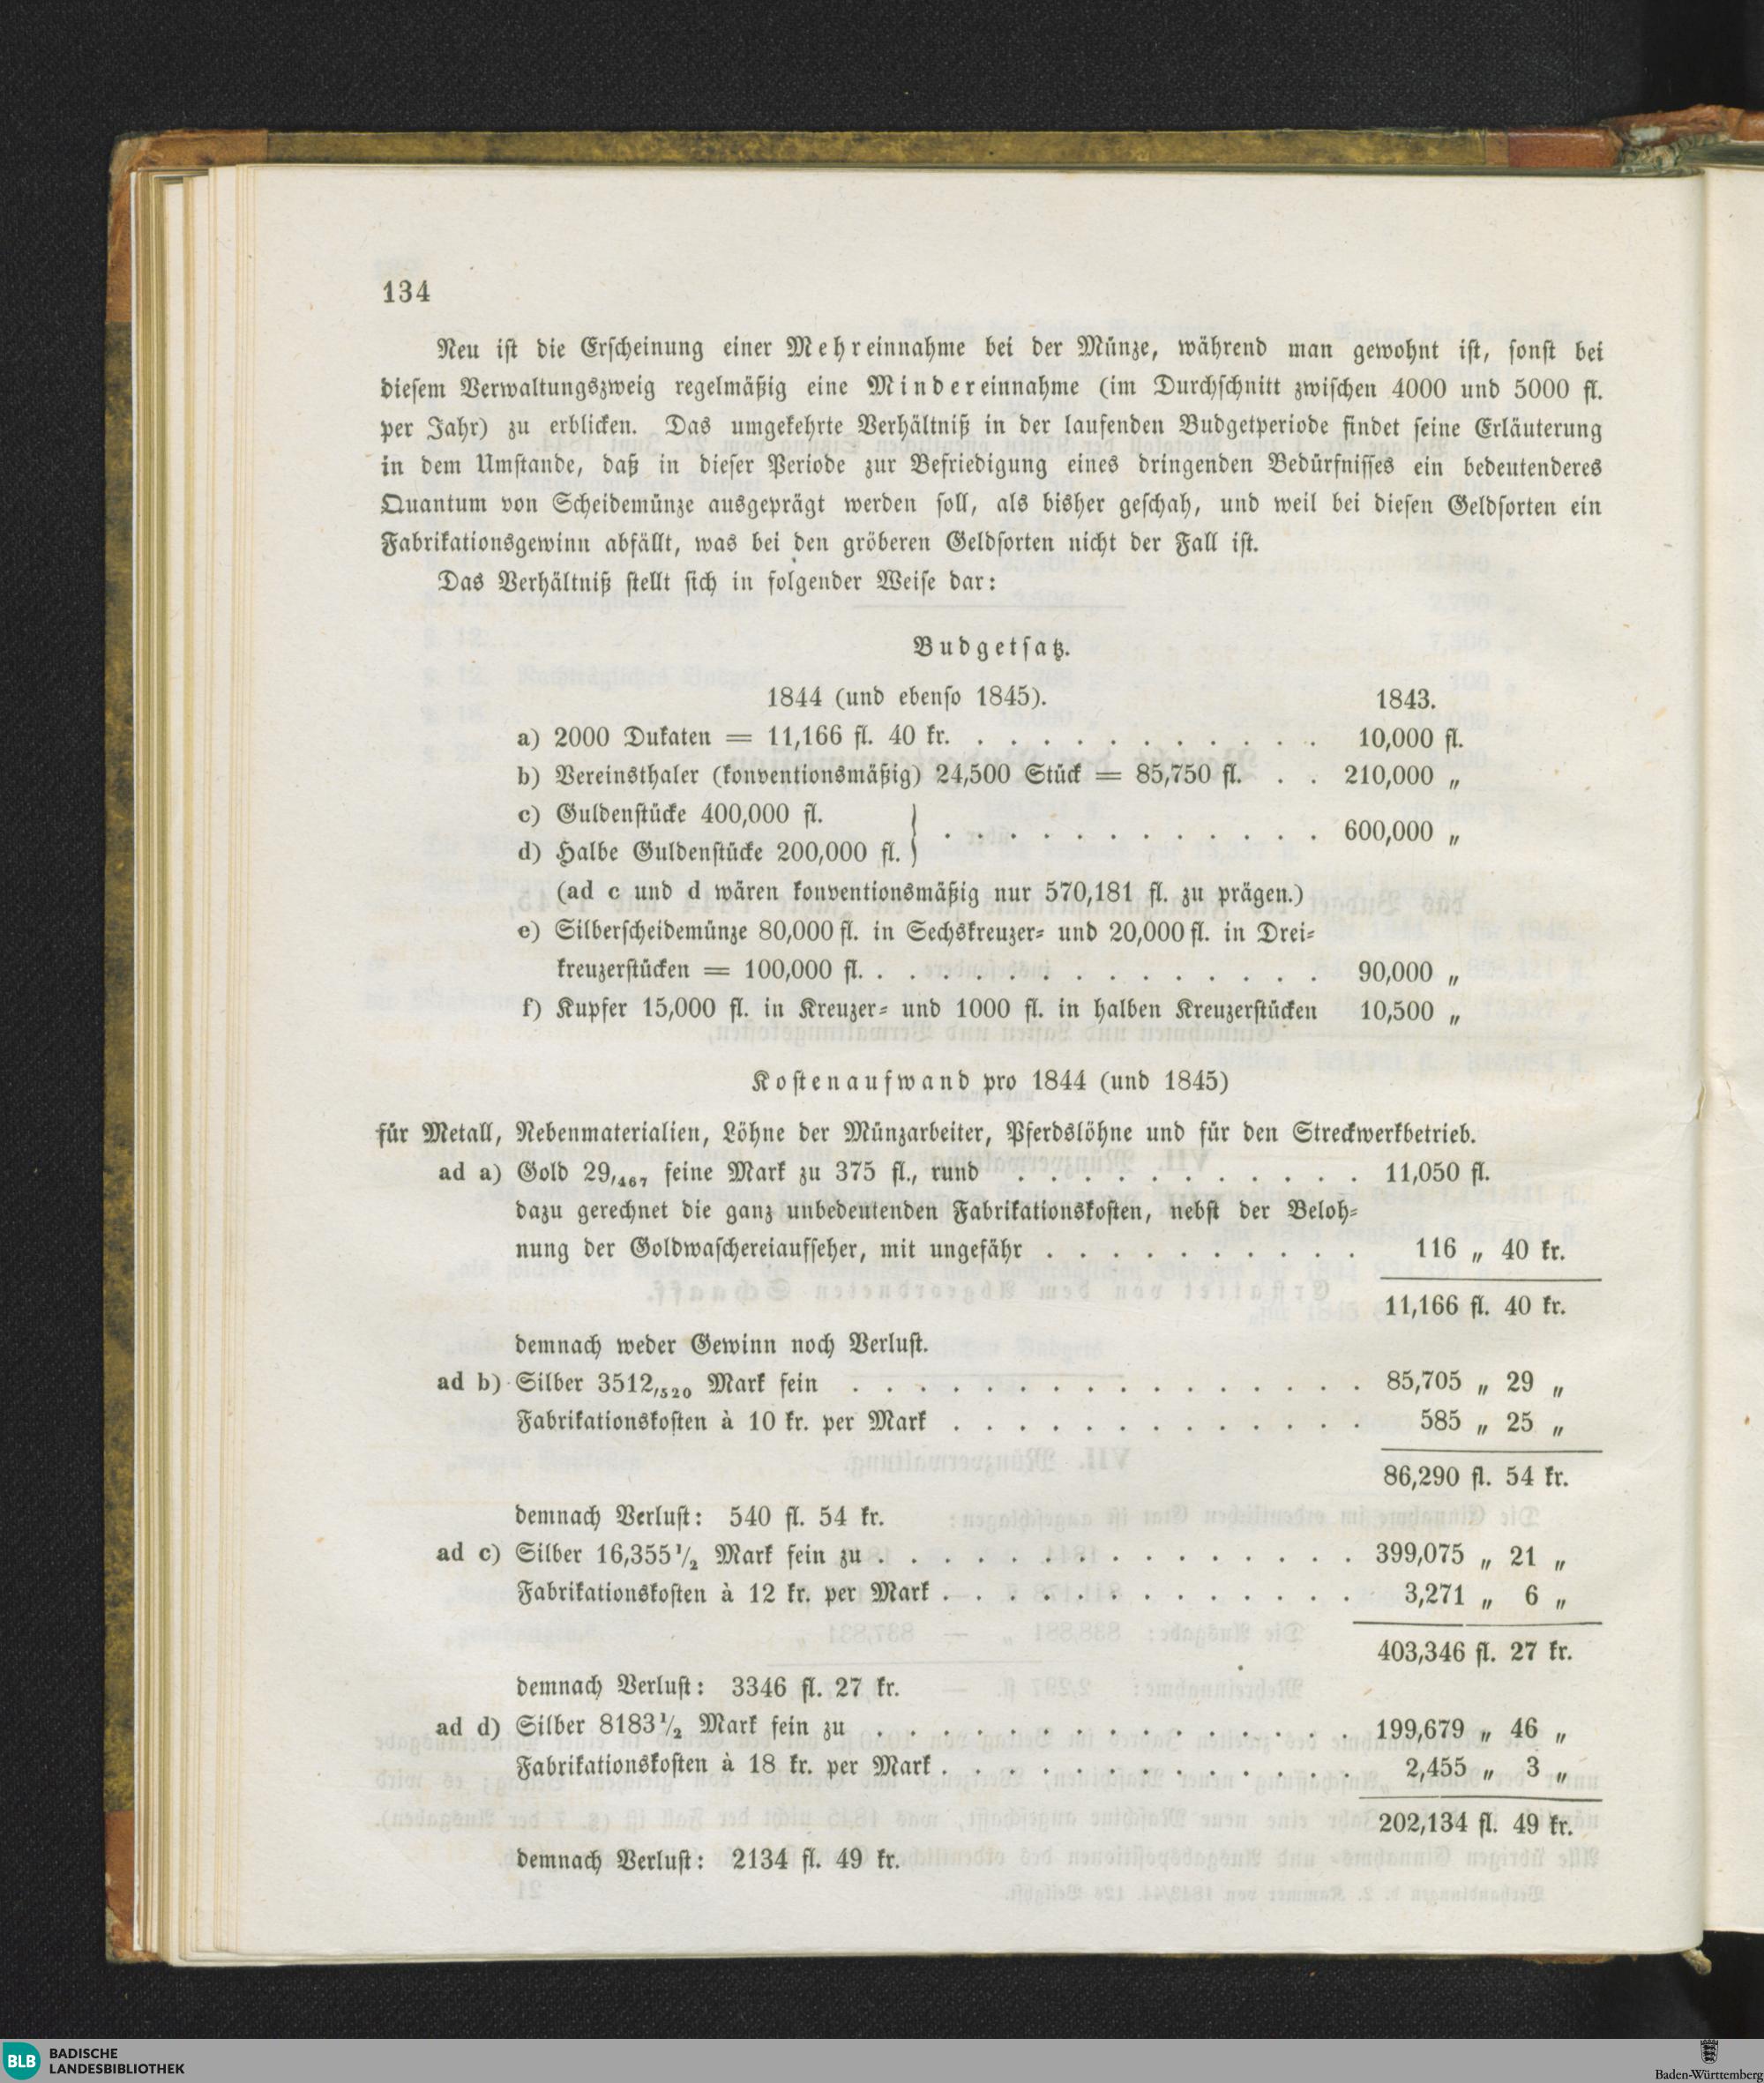 134
Neu ist die Erscheinung einer Mehreinnahme bei der Münze, während man gewohnt ist, sonst bei
diesem Verwaltungszweig regelmäßig eine Mindereinnahme (im Durchschnitt zwischen 4000 und 5000 fl.
per Jahr) zu erblicken. Das umgekehrte Verhältniß in der laufenden Budgetperiode findet seine Erläuterung
in dem Umstande, daß in dieser Periode zur Befriedigung eines dringenden Bedürfnisses ein bedeutenderes
Quantum von Scheidemünze ausgeprägt werden soll, als bisher geschah, und weil bei diesen Geldsorten ein
Fabrikationsgewinn abfällt, was bei den gröberen Geldsorten nicht der Fall ist.
Das Verhältniß stellt sich in folgender Weise dar:
Budgetsatz.
1844 (und ebenso 1845). 1843.
a) 2000 Dukaten = 11,166 fl. 40 kr. . . . . . . . . . . . . 10,000 fl.
b) Vereinsthaler (konventionsmäßig) 24,500 Stück = 85,750 fl. . . 210,000 „
c) Guldenstücke 400,000 fl.
} . . . . . . . . . . . . 600,000 „
d) Halbe Guldenstücke 200,000 fl.
(ad c und d wären konventionsmäßig nur 570,181 fl. zu prägen.)
e) Silberscheidemünze 80,000 fl. in Sechskreuzer- und 20,000 fl. in Drei-
kreuzerstücken = 100,000 fl. . . . . . . . . . . . . . . 90,000 „
f) Kupfer 15,000 fl. in Kreuzer- und 1000 fl. in halben Kreuzerstücken 10,500 „
Kostenaufwand pro 1844 (und 1845)
für Metall, Nebenmaterialien, Löhne der Münzarbeiter, Pferdslöhne und für den Streckwerkbetrieb.
ad a) Gold 29,467 feine Mark zu 375 fl., rund . . . . . . . . . . . 11,050 fl.
dazu gerechnet die ganz unbedeutenden Fabrikationskosten, nebst der Beloh-
nung der Goldwaschereiaufseher, mit ungefähr . . . . . . . . . . 116 „ 40 kr.
11,166 fl. 40 kr.
demnach weder Gewinn noch Verlust.
ad b) Silber 3512,520 Mark fein . . . . . . . . . . . . . . . . 85,705 „ 29 „
Fabrikationskosten à 10 kr. per Mark . . . . . . . . . . . . . 585 „ 25 „
86,290 fl. 54 kr.
demnach Verlust: 540 fl. 54 kr.
ad c) Silber 16,355½ Mark fein zu . . . . . . . . . . . . . . . 399,075 „ 21 „
Fabrikationskosten à 12 kr. per Mark . . . . . . . . . . . . . 3,271 „ 6 „
403,346 fl. 27 kr.
demnach Verlust: 3346 fl. 27 kr.
ad d) Silber 8183½ Mark fein zu . . . . . . . . . . . . . . . 199,679 „ 46 „
Fabrikationskosten à 18 kr. per Mark . . . . . . . . . . . . . 2,455 „ 3 „
202,134 fl. 49 kr.
demnach Verlust: 2134 fl. 49 kr.
BLB BADISCHE
LANDESBIBLIOTHEK
Baden-Württemberg